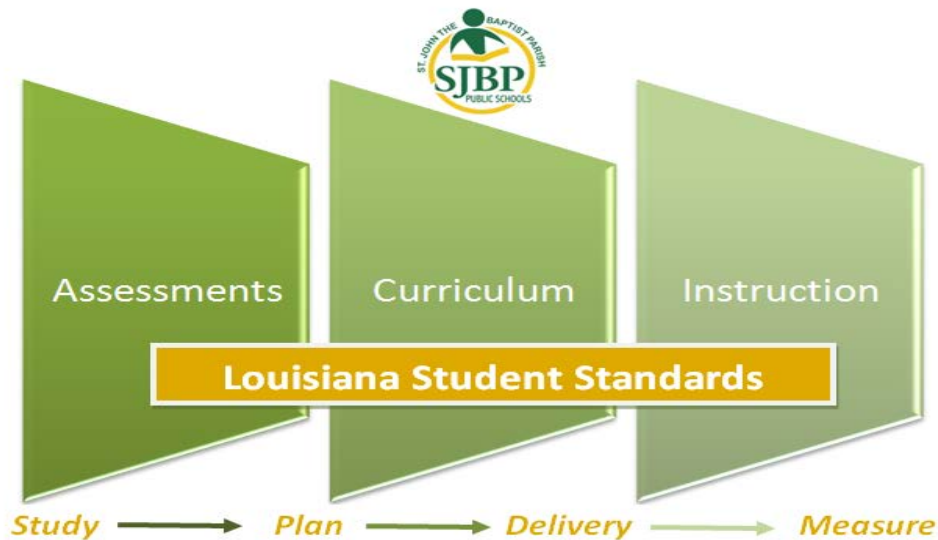 ST. JOHN THE BAPTIST PARISH
SJBP
PUBLIC SCHOOLS
Assessments
Curriculum
Instruction
Louisiana Student Standards
Study
Plan
Delivery
Measure